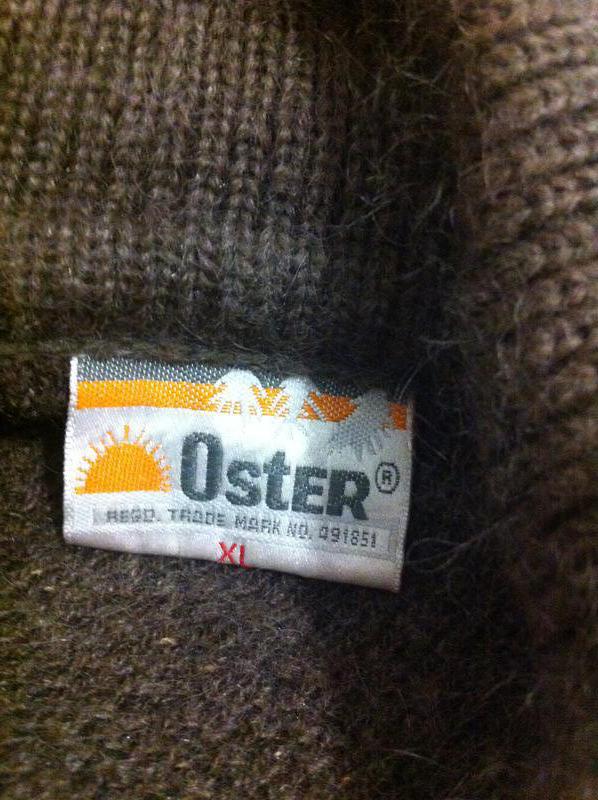 OstER®
REGD. TRADE MARK NO. 491851
XL